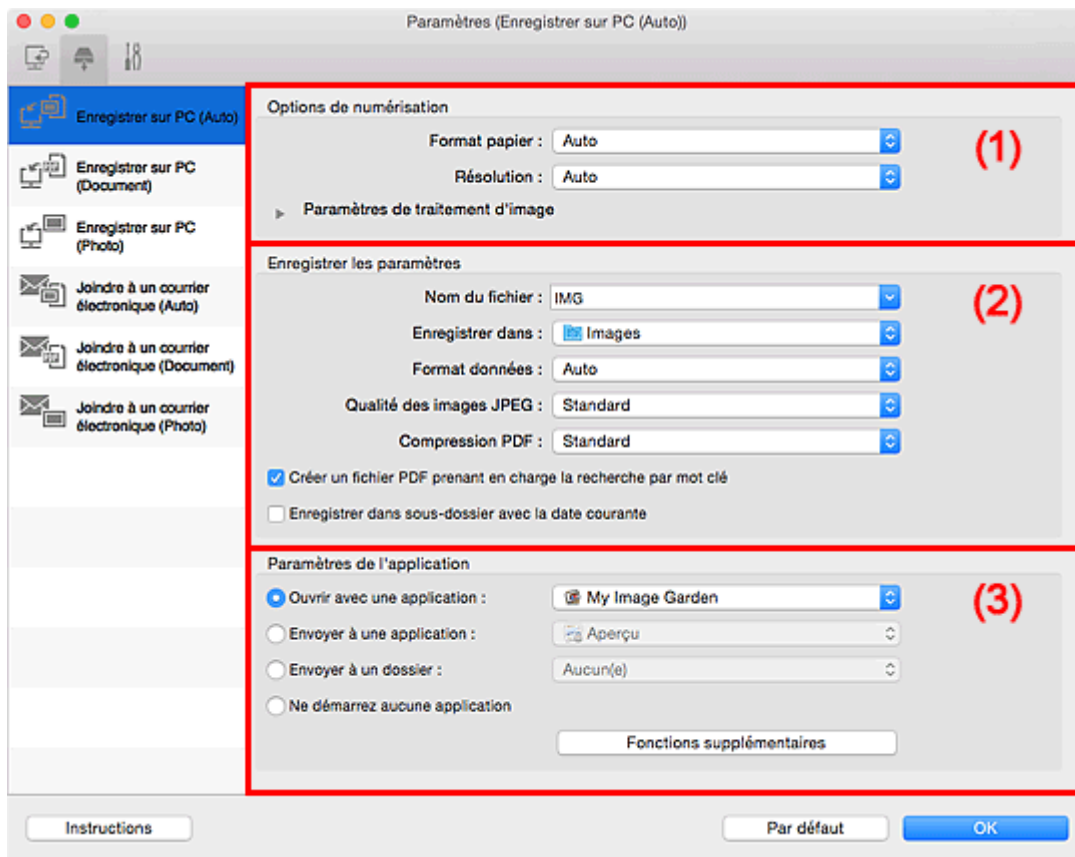 Paramètres (Enregistrer sur PC (Auto))
Enregistrer sur PC (Auto)
Enregistrer sur PC
(Document)
Enregistrer sur PC
(Photo)
Joindre à un courrier
électronique (Auto)
Joindre à un courrier
électronique (Document)
Joindre à un courrier
électronique (Photo)
Options de numérisation
(1)
Format papier : Auto
Résolution : Auto
Paramètres de traitement d'image
Enregistrer les paramètres
(2)
Nom du fichier : IMG
Enregistrer dans : Images
Format données : Auto
Qualité des images JPEG : Standard
Compression PDF : Standard
Créer un fichier PDF prenant en charge la recherche par mot clé
Enregistrer dans sous-dossier avec la date courante
Paramètres de l'application
(3)
Ouvrir avec une application : My Image Garden
Envoyer à une application : Aperçu
Envoyer à un dossier : Aucun(e)
Ne démarrez aucune application
Fonctions supplémentaires
Instructions
Par défaut
OK